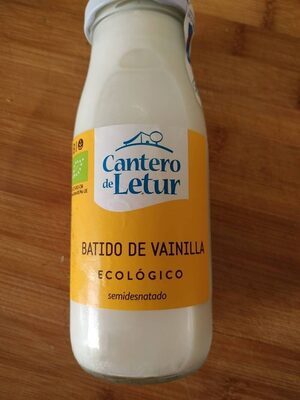 Cantero
de Letur
BATIDO DE VAINILLA
ECOLÓGICO
semidesnatado